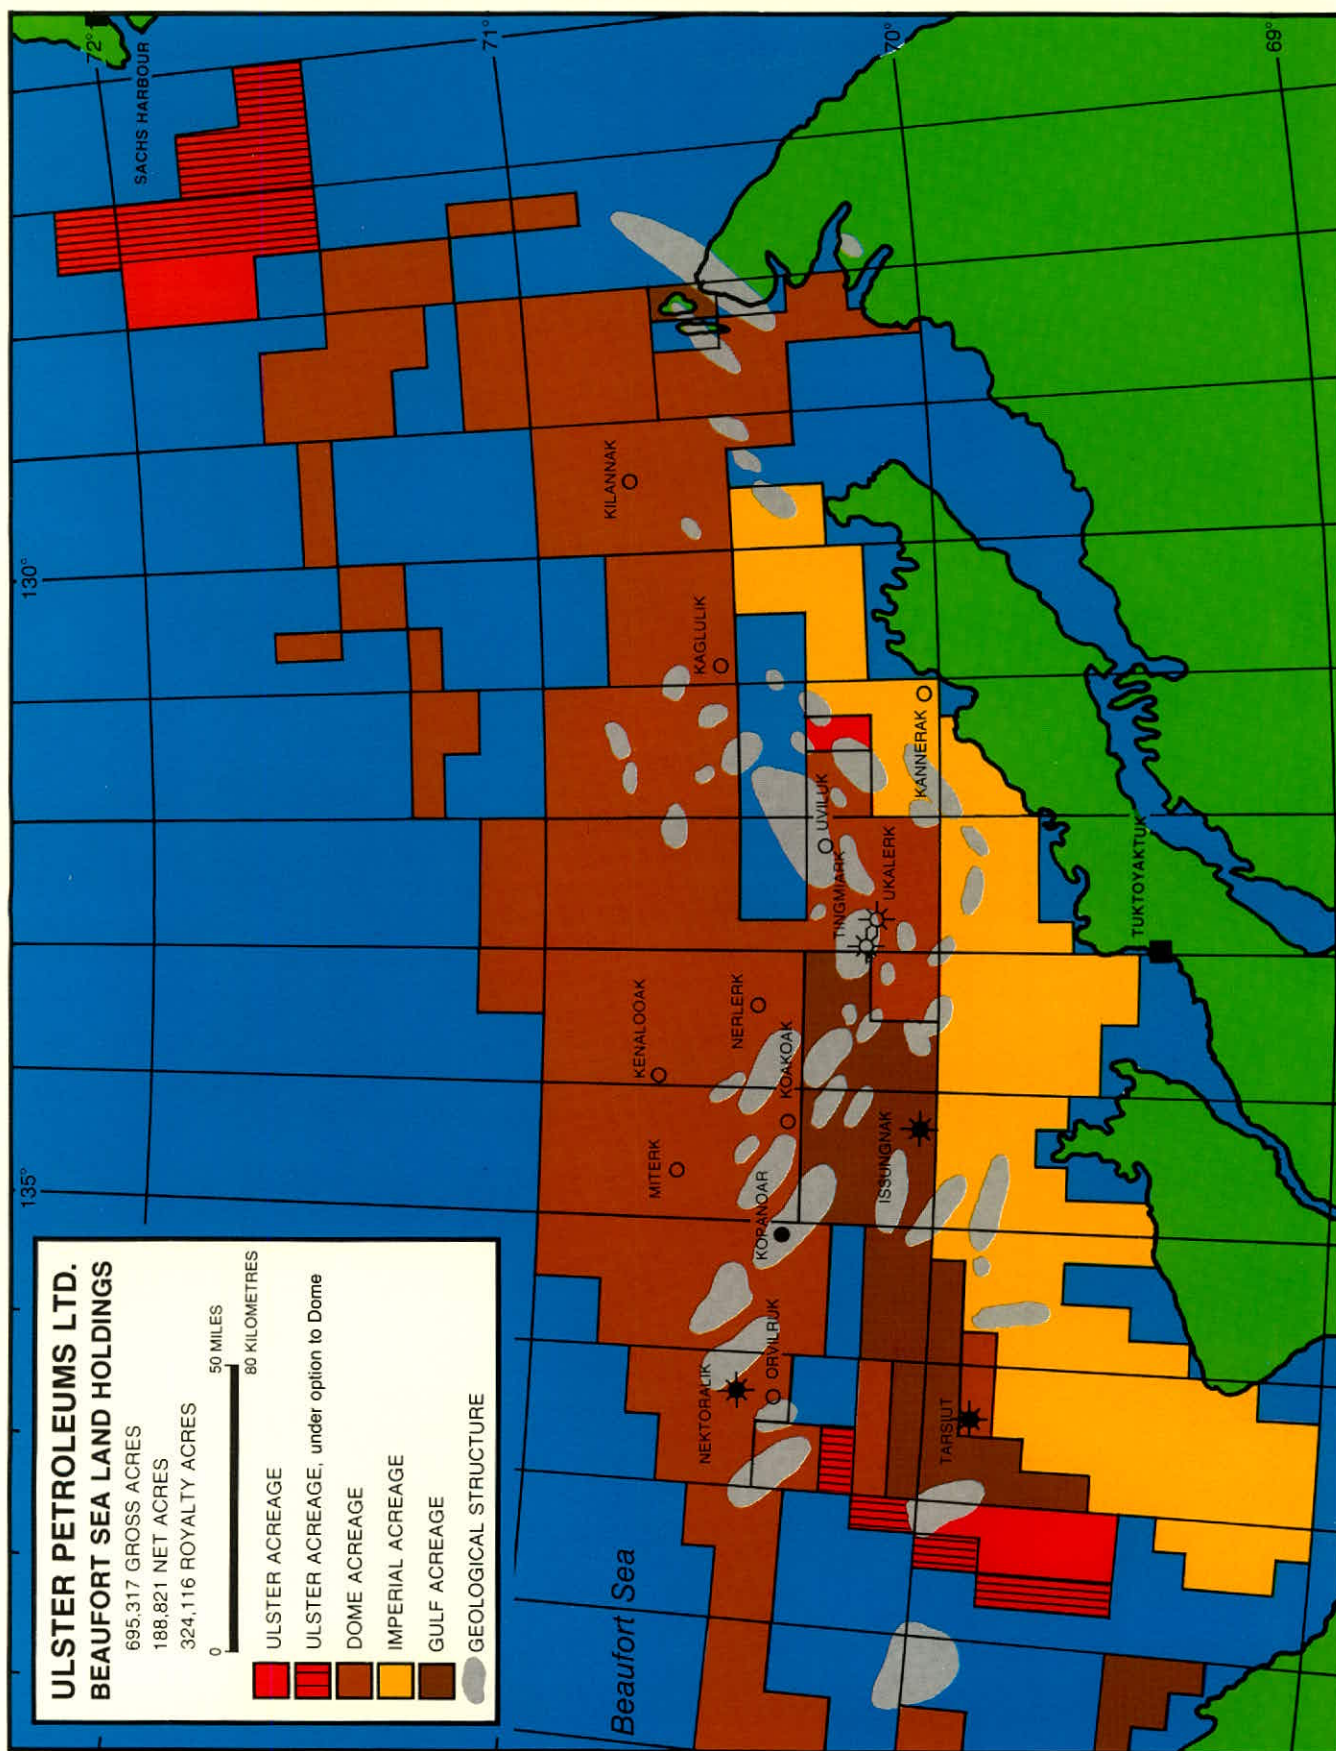 ULSTER PETROLEUMS LTD.
BEAUFORT SEA LAND HOLDINGS
695,317 GROSS ACRES
188,821 NET ACRES
324,116 ROYALTY ACRES
0
50 MILES
80 KILOMETRES
ULSTER ACREAGE
ULSTER ACREAGE, under option to Dome
DOME ACREAGE
IMPERIAL ACREAGE
GULF ACREAGE
GEOLOGICAL STRUCTURE
135°
130°
72°
71°
70°
69°
SACHS HARBOUR
Beaufort Sea
KILANNAK
KAGLULIK
KENALOOAK
NERLERK
MITERK
KOAKOAK
KOPANOAR
NEKTORALIK
ORVILRUK
UVILUK
TINGMIARK
UKALERK
KANNERAK
ISSUNGNAK
TARSIUT
TUKTOYAKTUK